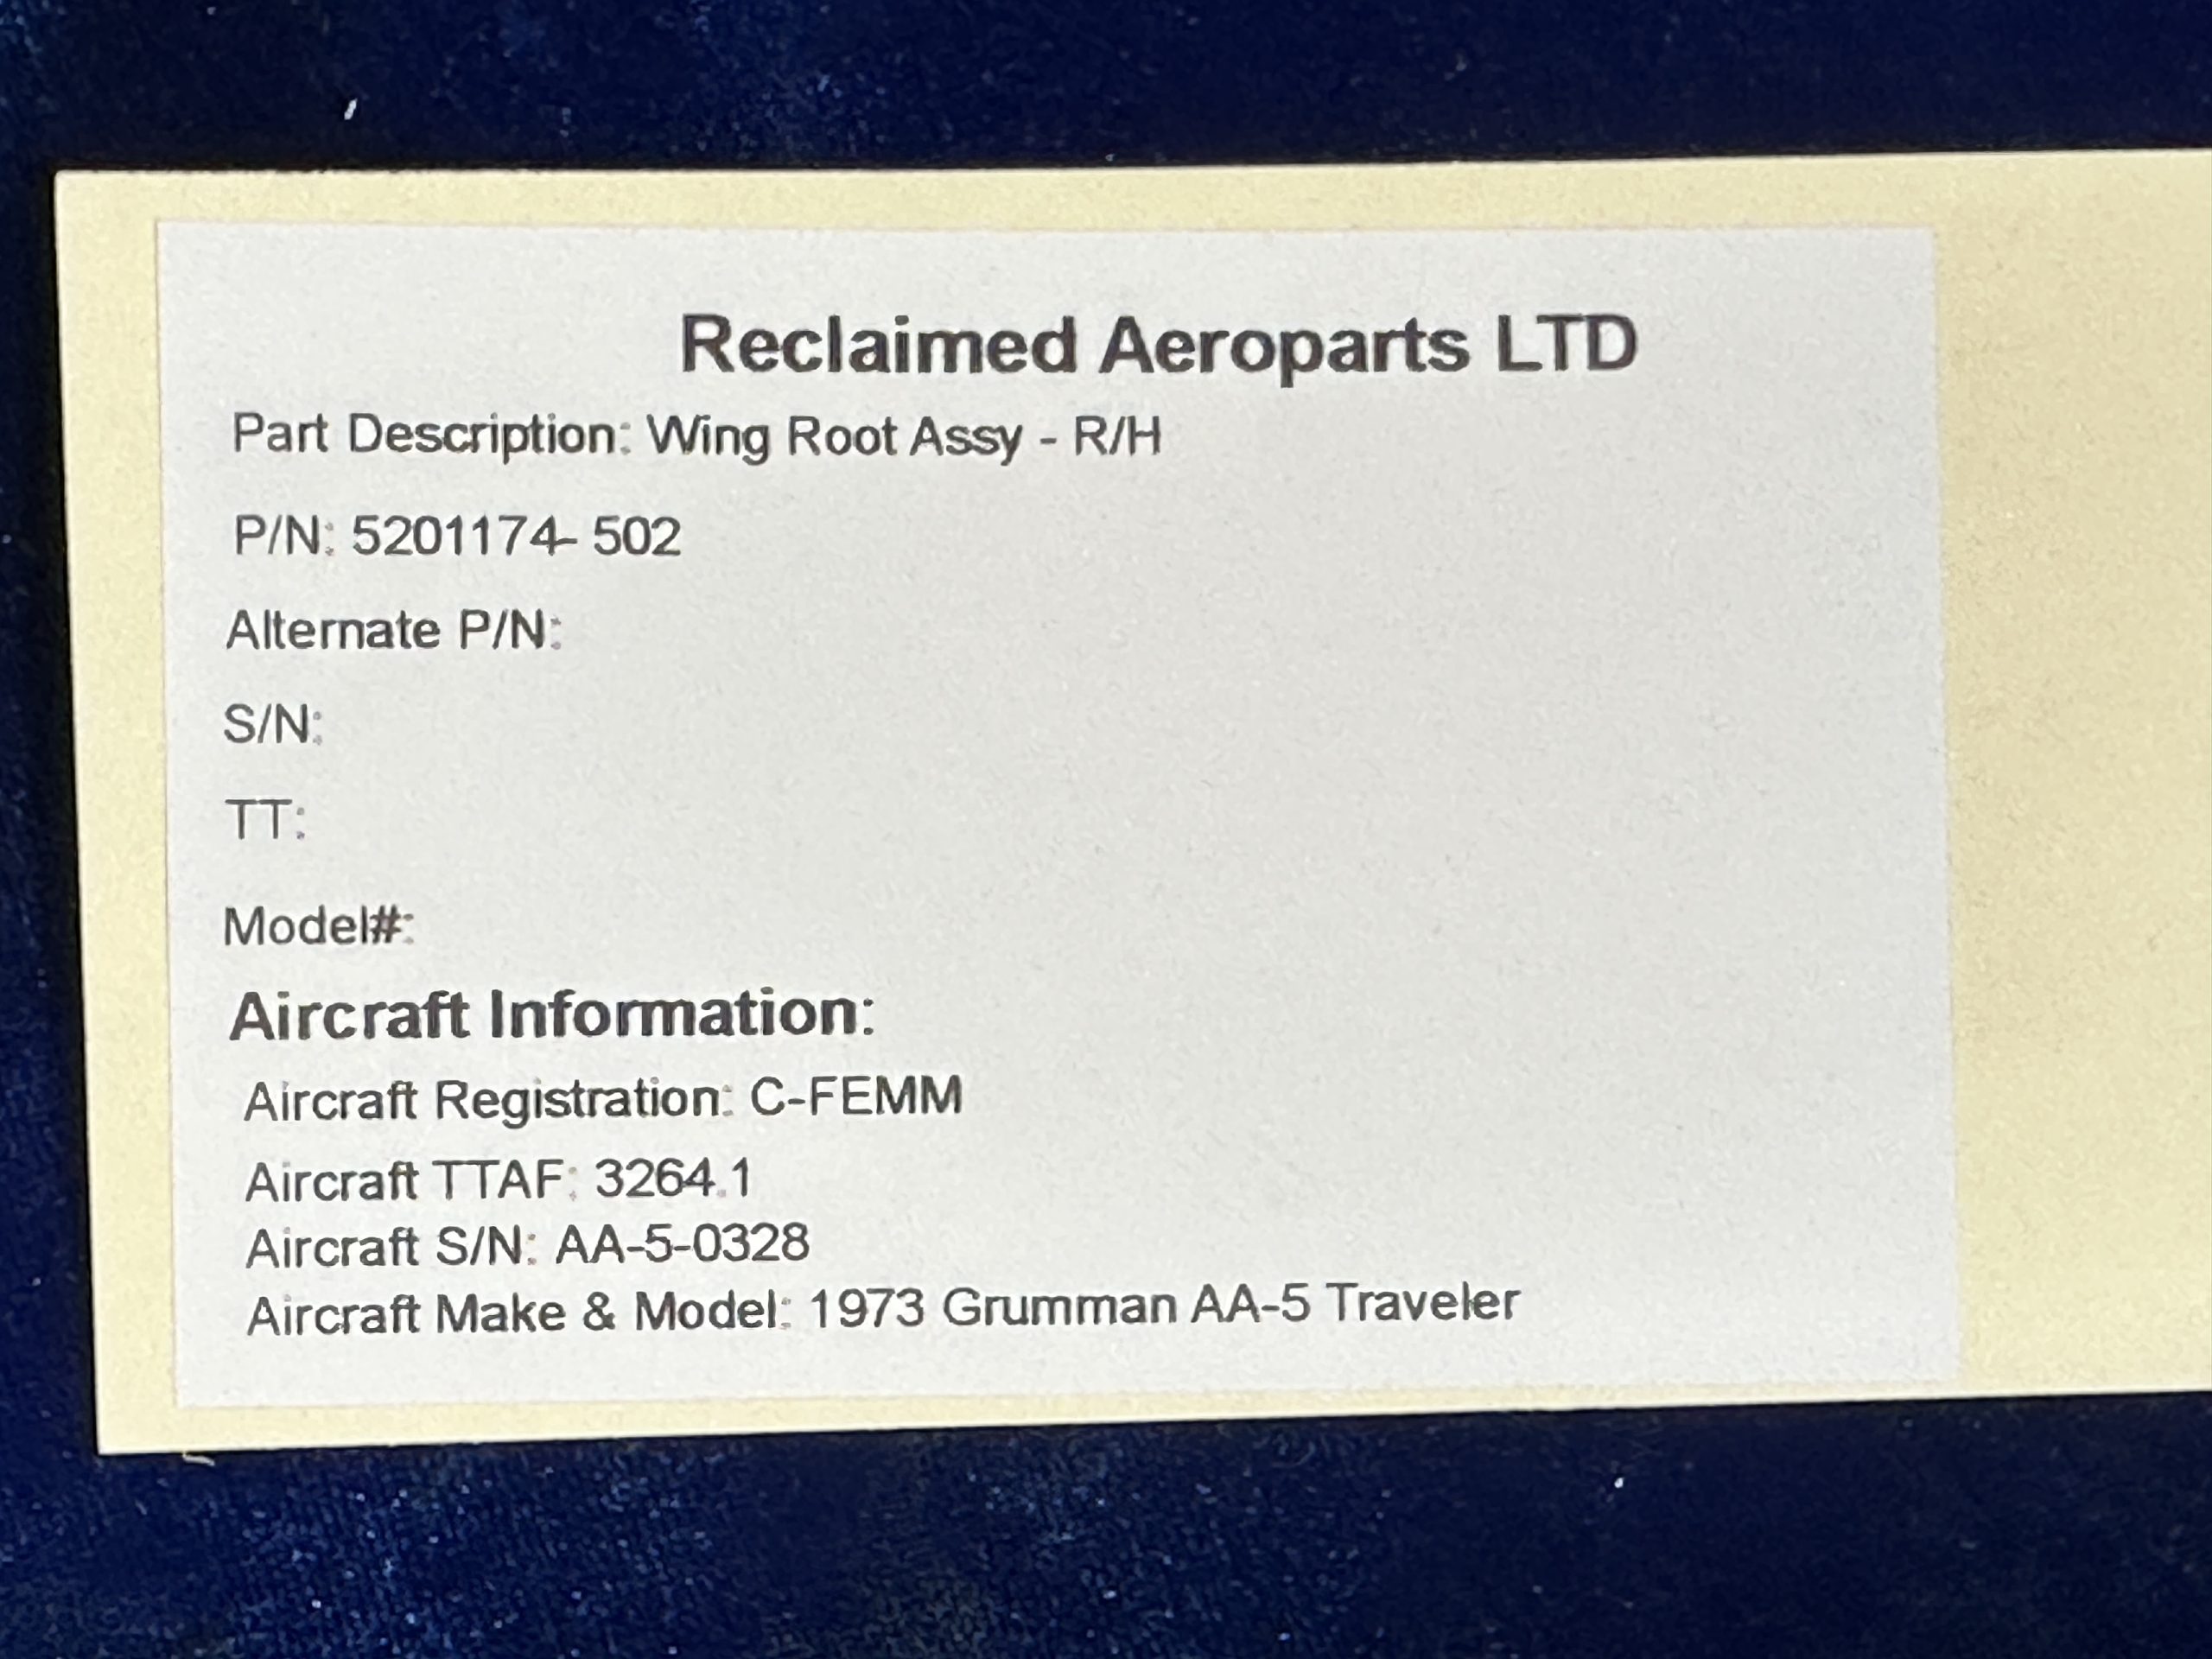 Reclaimed Aeroparts LTD
Part Description: Wing Root Assy - R/H
P/N: 5201174- 502
Alternate P/N:
S/N:
TT:
Model#:
Aircraft Information:
Aircraft Registration: C-FEMM
Aircraft TTAF: 3264.1
Aircraft S/N: AA-5-0328
Aircraft Make & Model: 1973 Grumman AA-5 Traveler